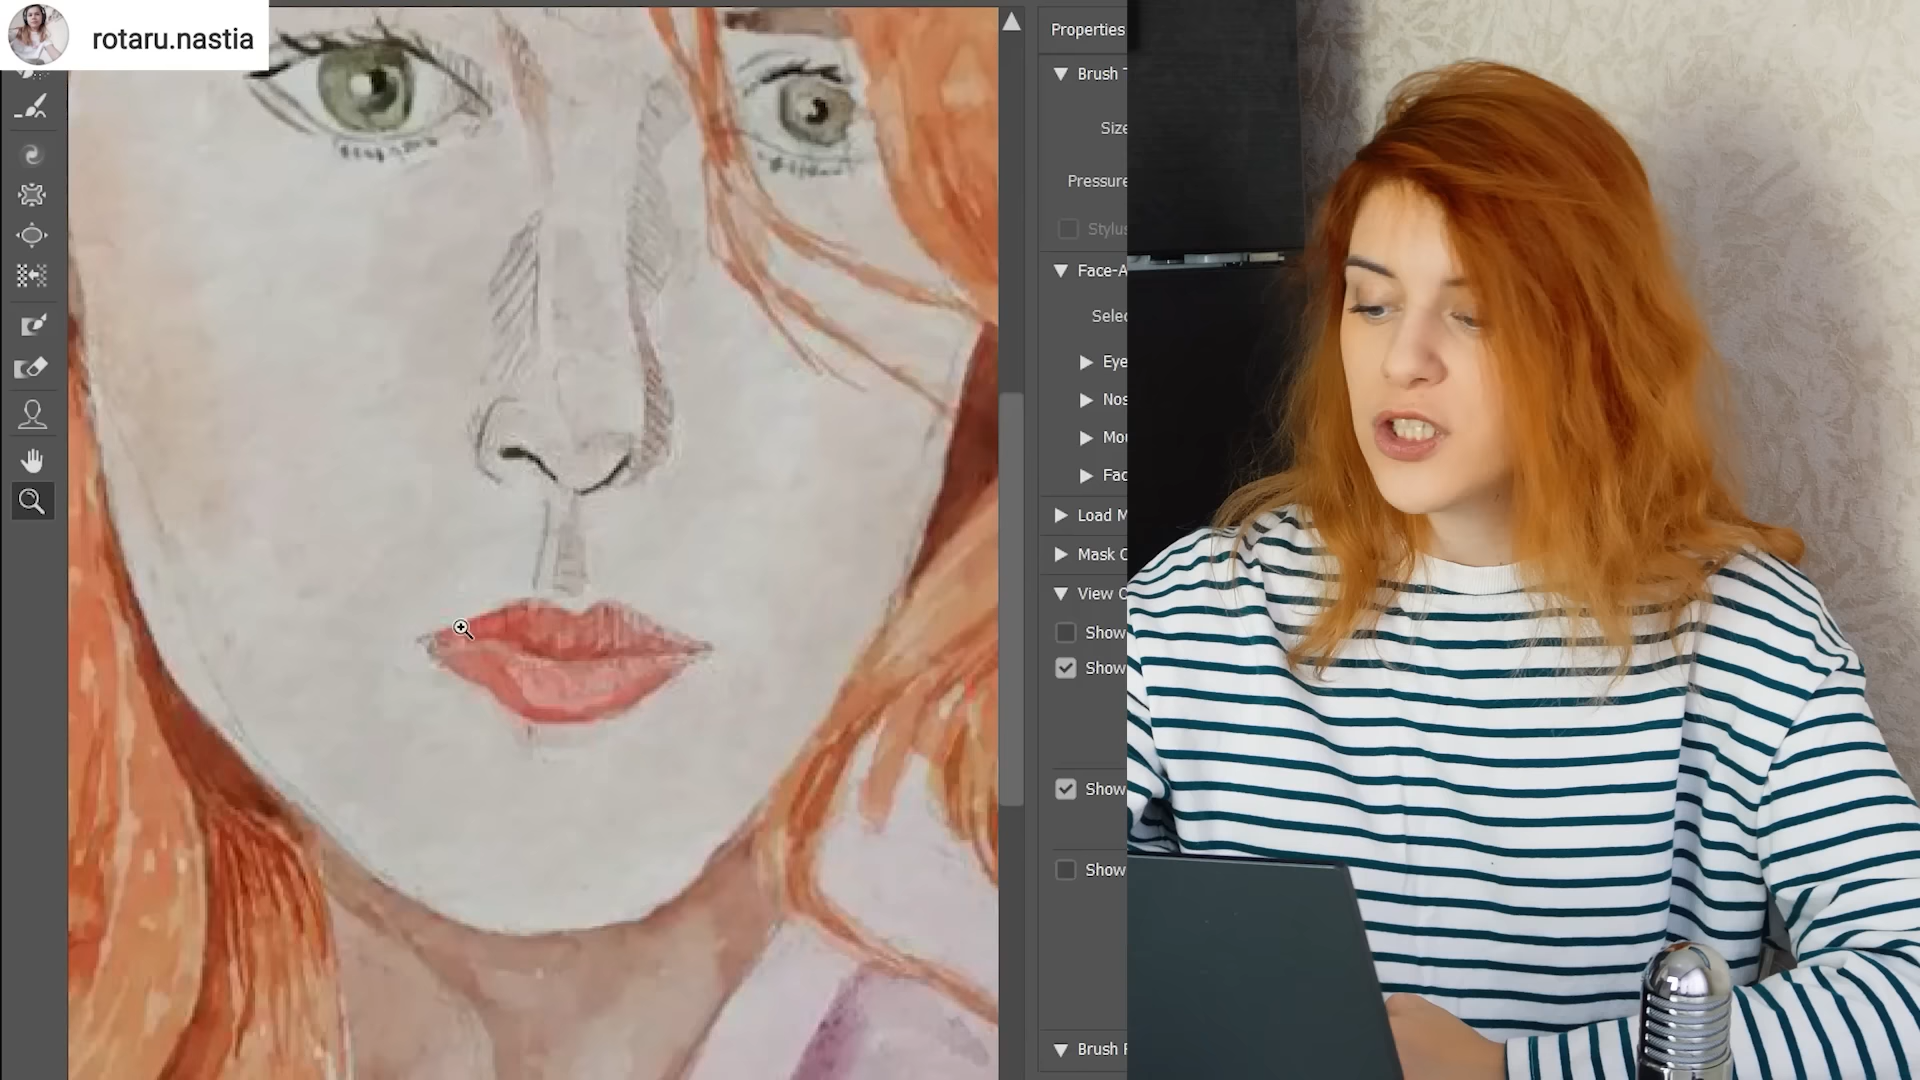 rotaru.nastia
Properties
Brush
Size
Pressure
Stylus
Face-A
Selec
Eye
Nos
Mou
Fac
Load M
Mask O
View O
Show
Show
Show
Show
Brush